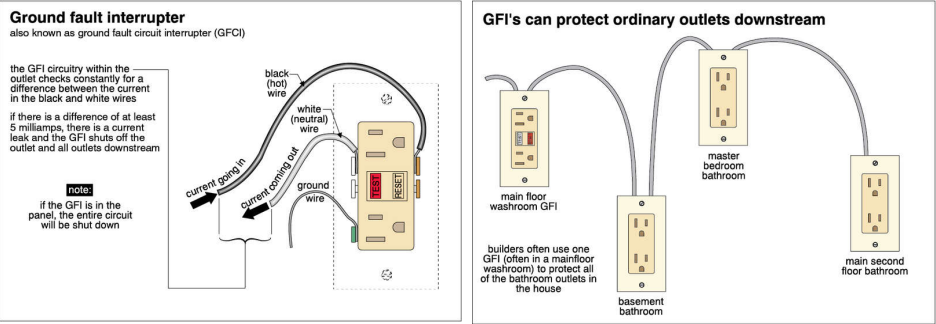 Ground fault interrupter
also known as ground fault circuit interrupter (GFCI)
the GFI circuitry within the
outlet checks constantly for a
difference between the current
in the black and white wires
if there is a difference of at least
5 milliamps, there is a current
leak and the GFI shuts off the
outlet and all outlets downstream
note:
if the GFI is in the
panel, the entire circuit
will be shut down
black
(hot)
wire
white
(neutral)
wire
current going in
current coming out
ground
wire
TEST
RESET
GFI's can protect ordinary outlets downstream
main floor
washroom GFI
master
bedroom
bathroom
builders often use one
GFI (often in a mainfloor
washroom) to protect all
of the bathroom outlets in
the house
basement
bathroom
main second
floor bathroom